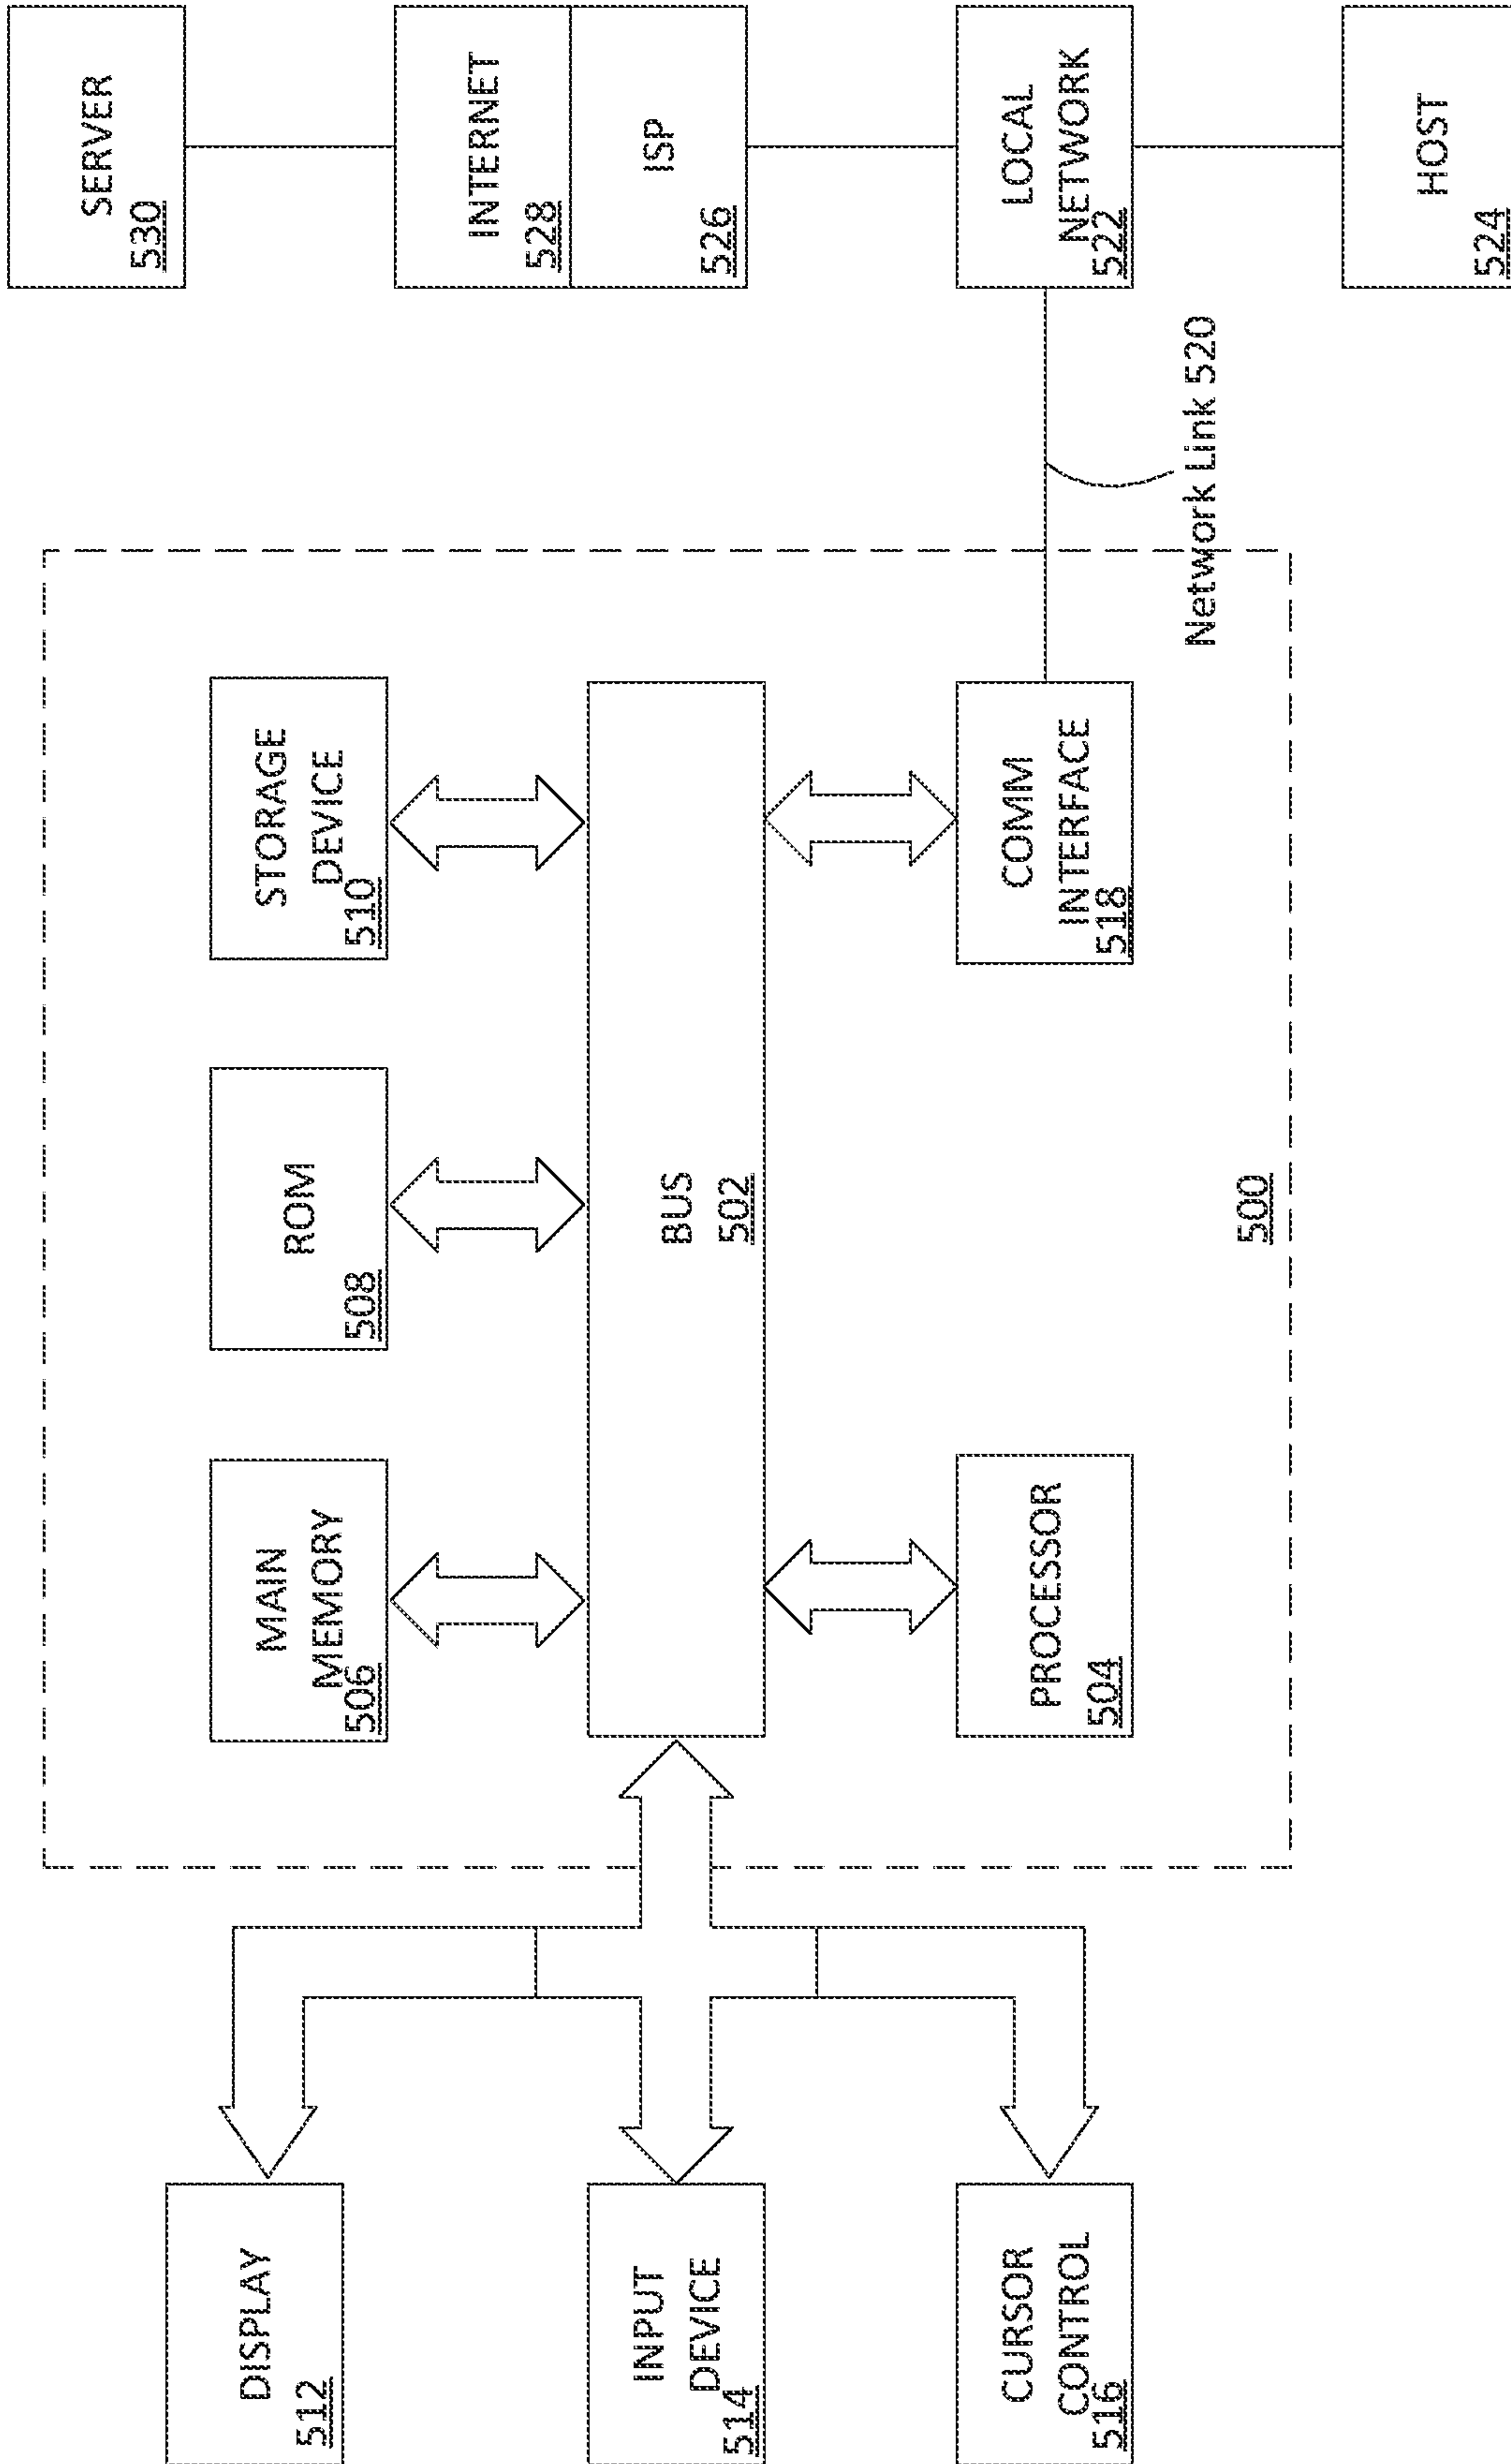 DISPLAY
512
INPUT
DEVICE
514
CURSOR
CONTROL
516
MAIN
MEMORY
506
ROM
508
STORAGE
DEVICE
510
BUS
502
PROCESSOR
504
COMM
INTERFACE
518
500
Network Link 520
SERVER
530
INTERNET
528
ISP
526
LOCAL
NETWORK
522
HOST
524